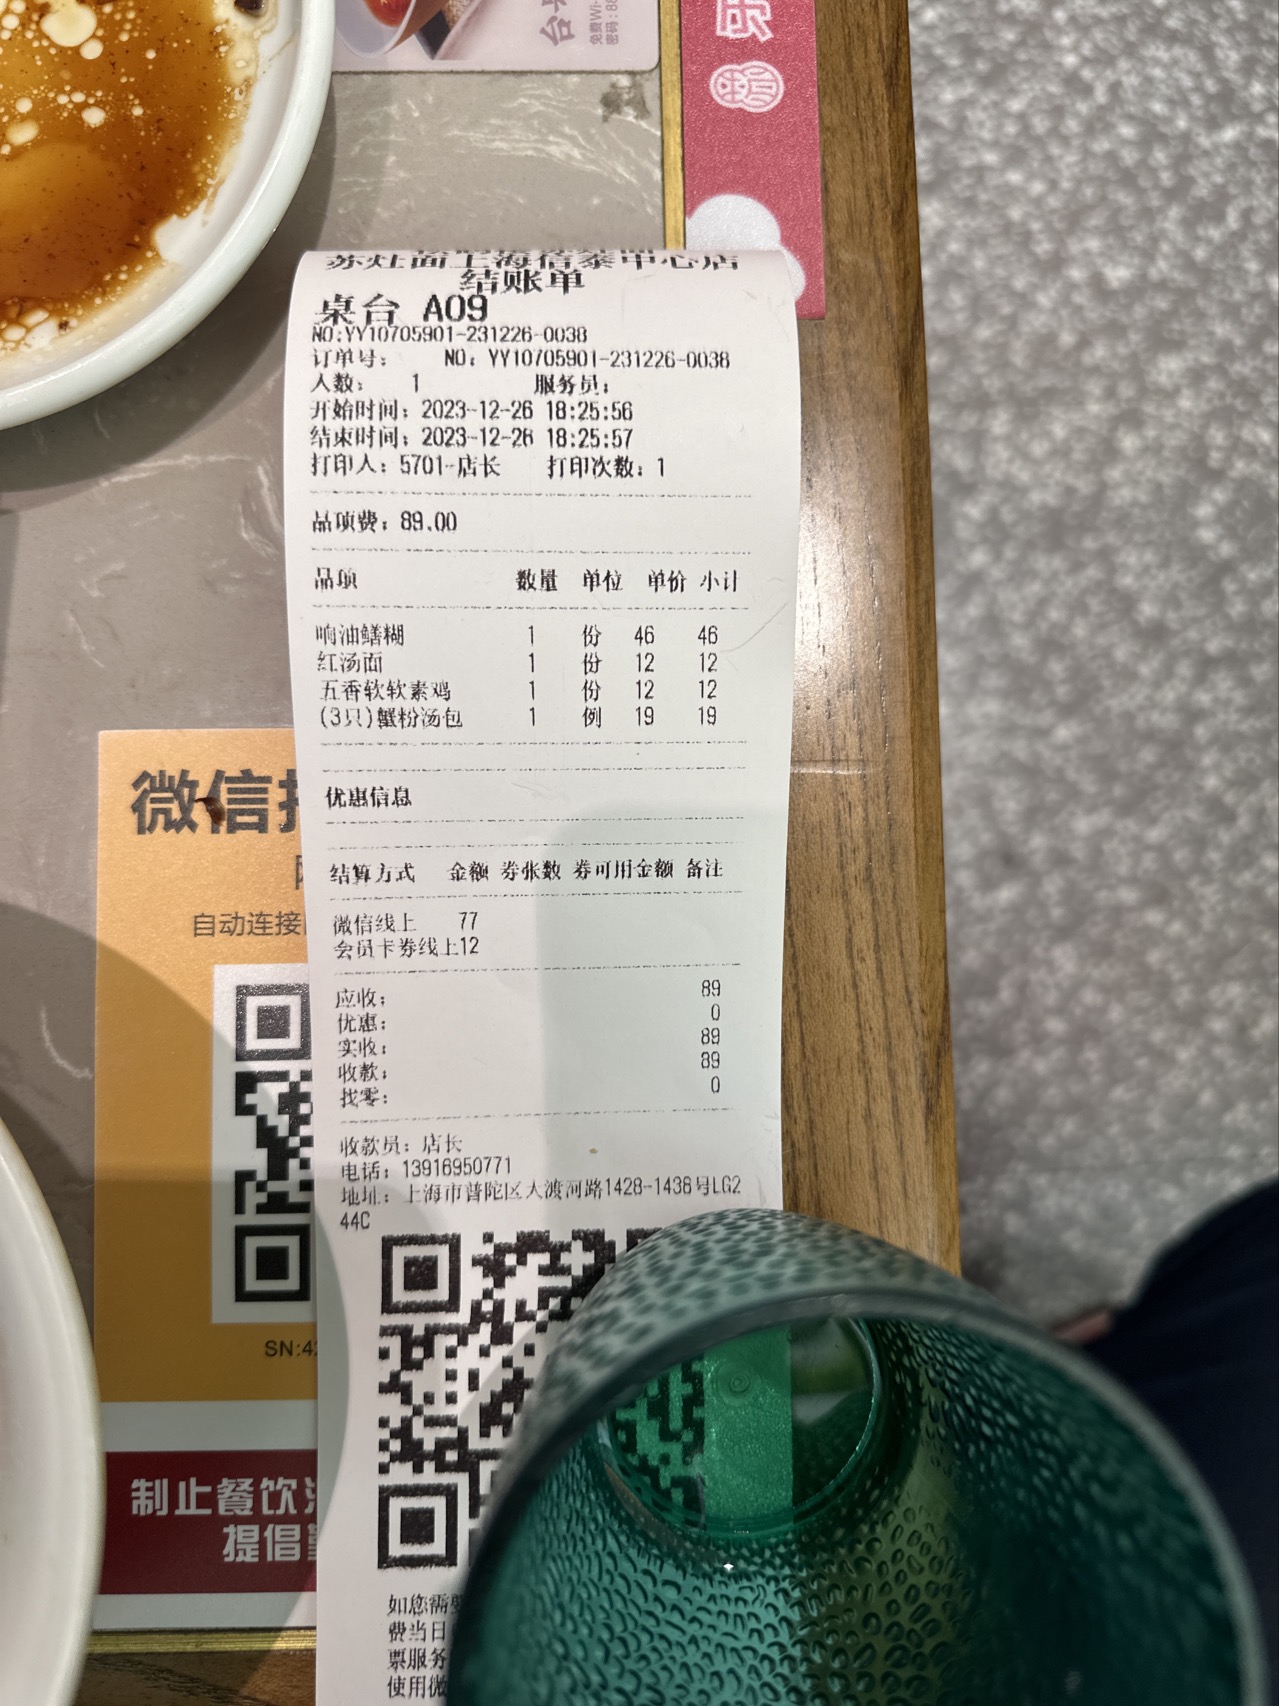 免费Wi-
乐
苏灶面上海信泰中心店
结账单
桌台 A09
NO:YY10705901-231226-0038
订单号: NO: YY10705901-231226-0038
人数: 1 服务员:
开始时间: 2023-12-26 18:25:56
结束时间: 2023-12-26 18:25:57
打印人: 5701-店长 打印次数: 1
品项费: 89.00
品项 数量 单位 单价 小计
响油鳝糊 1 份 46 46
红汤面 1 份 12 12
五香软软素鸡 1 份 12 12
(3只)蟹粉汤包 1 例 19 19
优惠信息
结算方式 金额 券张数 券可用金额 备注
微信线上 77
会员卡券线上12
应收: 89
优惠: 0
实收: 89
收款: 89
找零: 0
收款员: 店长
电话: 13916950771
地址: 上海市普陀区大渡河路1428-1436号LG2
44C
如您需
费当日
票服务
使用微
微信
自动连接
SN:42
制止餐饮
提倡